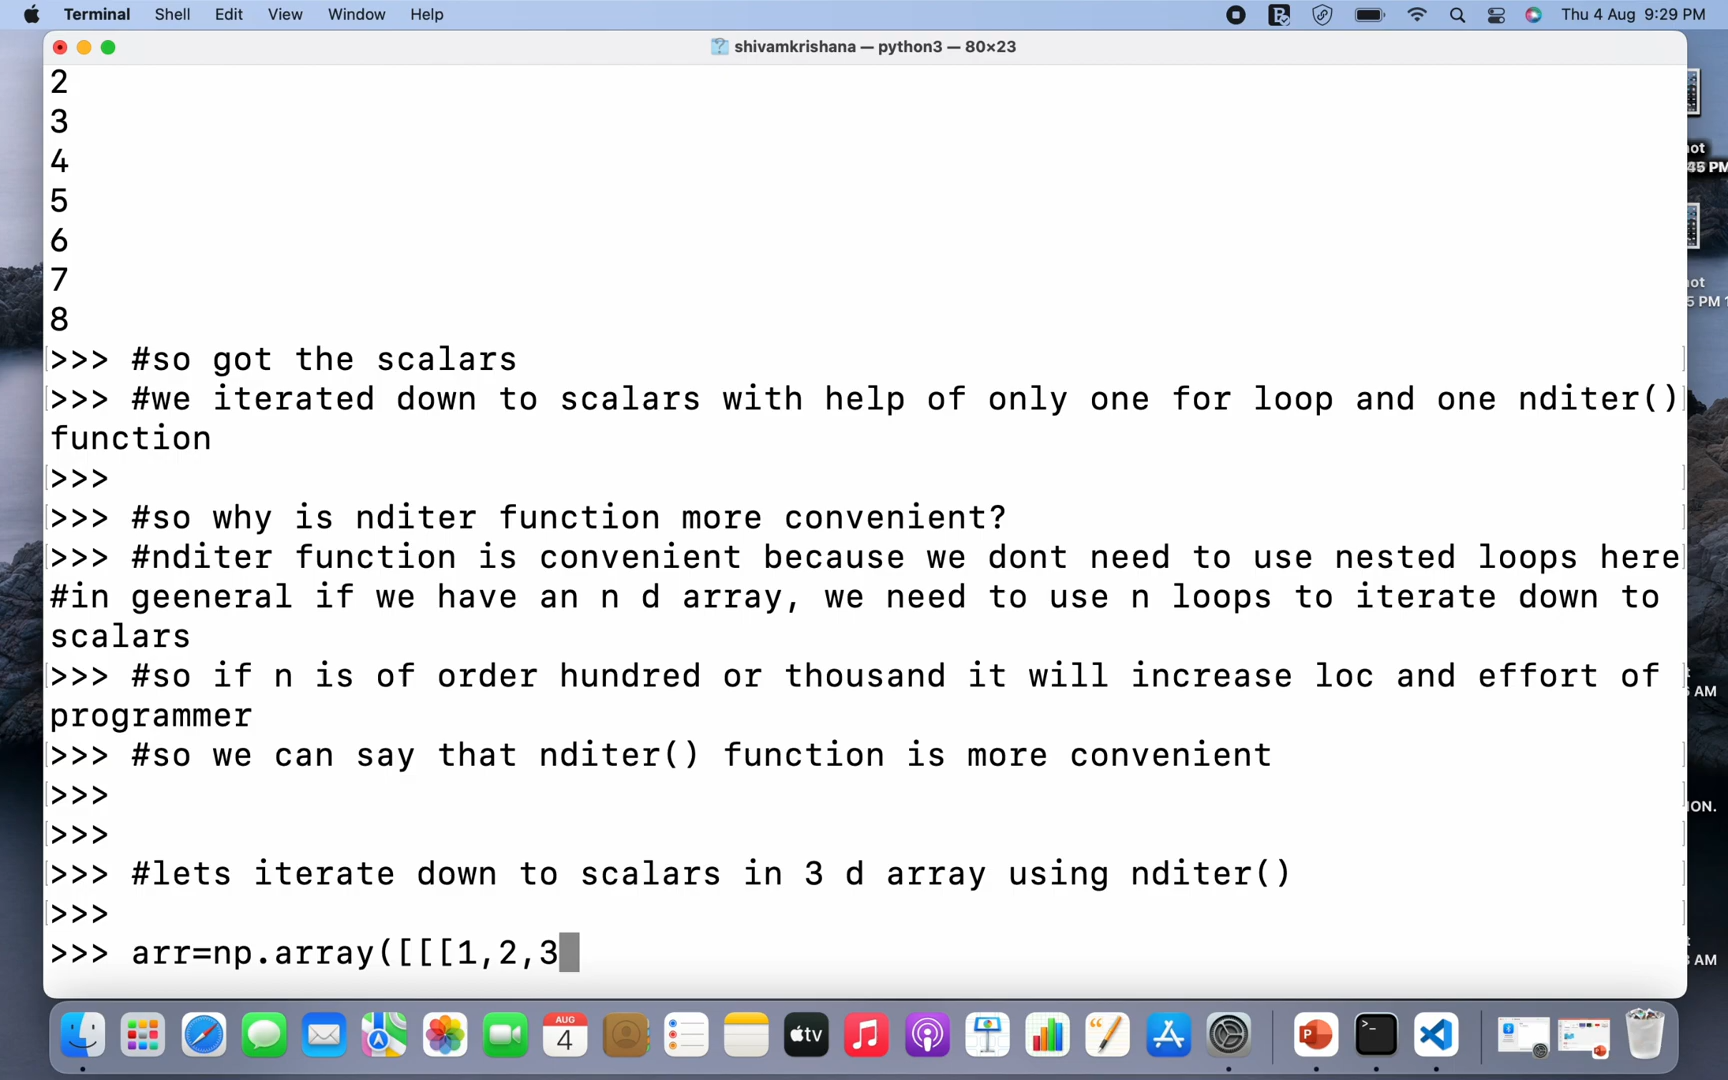 Terminal Shell Edit View Window Help Thu 4 Aug 9:29 PM
shivamkrishana — python3 — 80×23
2
3
4
5
6
7
8
>>> #so got the scalars
>>> #we iterated down to scalars with help of only one for loop and one nditer()
function
>>>
>>> #so why is nditer function more convenient?
>>> #nditer function is convenient because we dont need to use nested loops here
#in geeneral if we have an n d array, we need to use n loops to iterate down to
scalars
>>> #so if n is of order hundred or thousand it will increase loc and effort of
programmer
>>> #so we can say that nditer() function is more convenient
>>>
>>>
>>> #lets iterate down to scalars in 3 d array using nditer()
>>>
>>> arr=np.array([[[1,2,3
AUG
4
tv